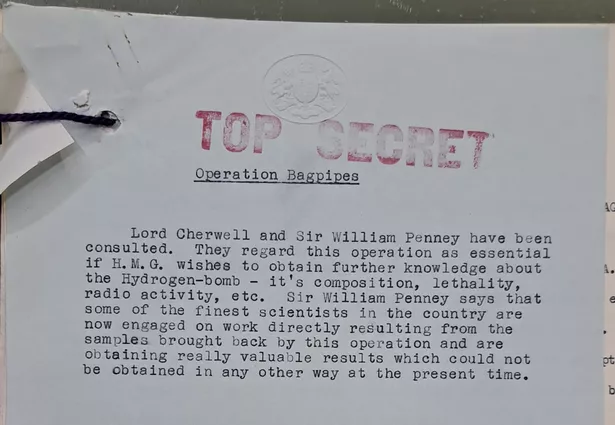 TOP SECRET
Operation Bagpipes
Lord Cherwell and Sir William Penney have been
consulted. They regard this operation as essential
if H.M.G. wishes to obtain further knowledge about
the Hydrogen-bomb - it's composition, lethality,
radio activity, etc. Sir William Penney says that
some of the finest scientists in the country are
now engaged on work directly resulting from the
samples brought back by this operation and are
obtaining really valuable results which could not
be obtained in any other way at the present time.